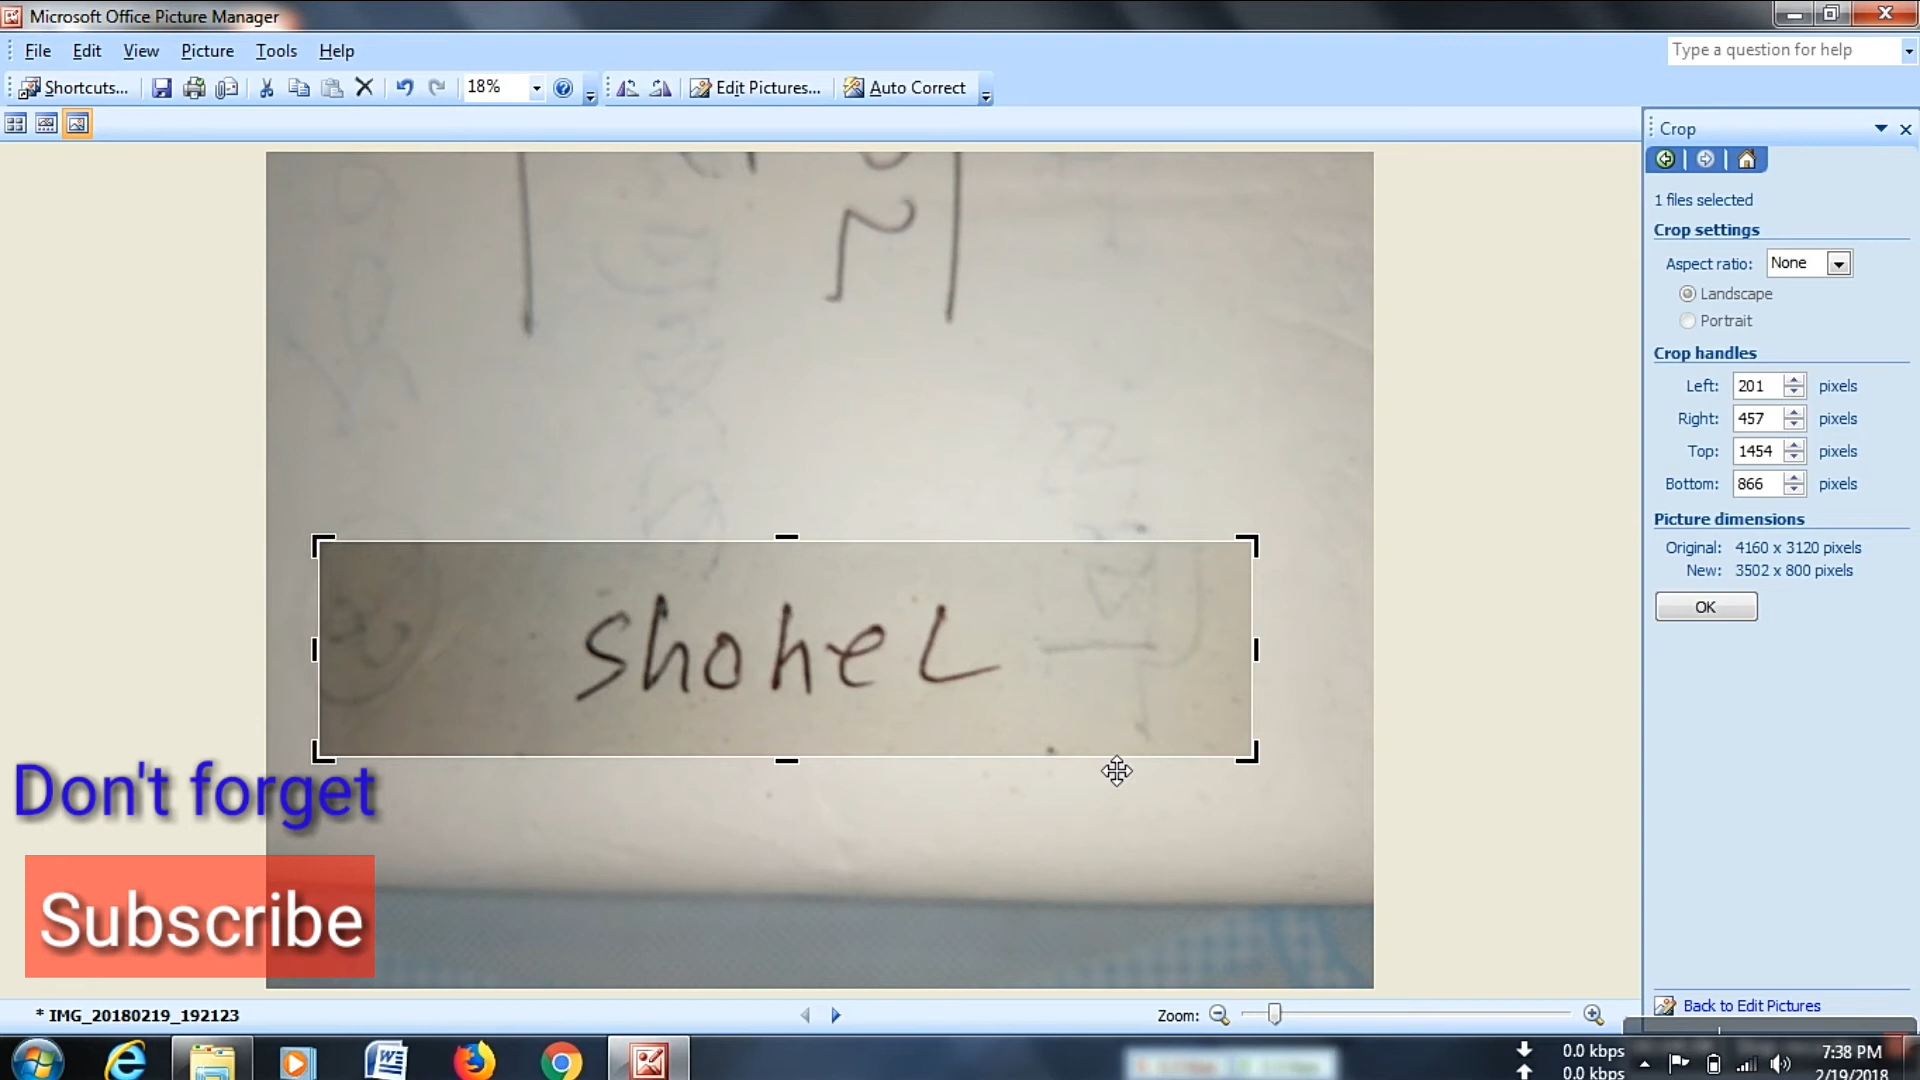 Microsoft Office Picture Manager
File Edit View Picture Tools Help
Type a question for help
Shortcuts... 18% Edit Pictures... Auto Correct
Crop
1 files selected
Crop settings
Aspect ratio: None
Landscape
Portrait
Crop handles
Left: 201 pixels
Right: 457 pixels
Top: 1454 pixels
Bottom: 866 pixels
Picture dimensions
Original: 4160 x 3120 pixels
New: 3502 x 800 pixels
OK
shoheL
Don't forget
Subscribe
Back to Edit Pictures
* IMG_20180219_192123
Zoom:
0.0 kbps
0.0 kbps
7:38 PM
2/19/2018